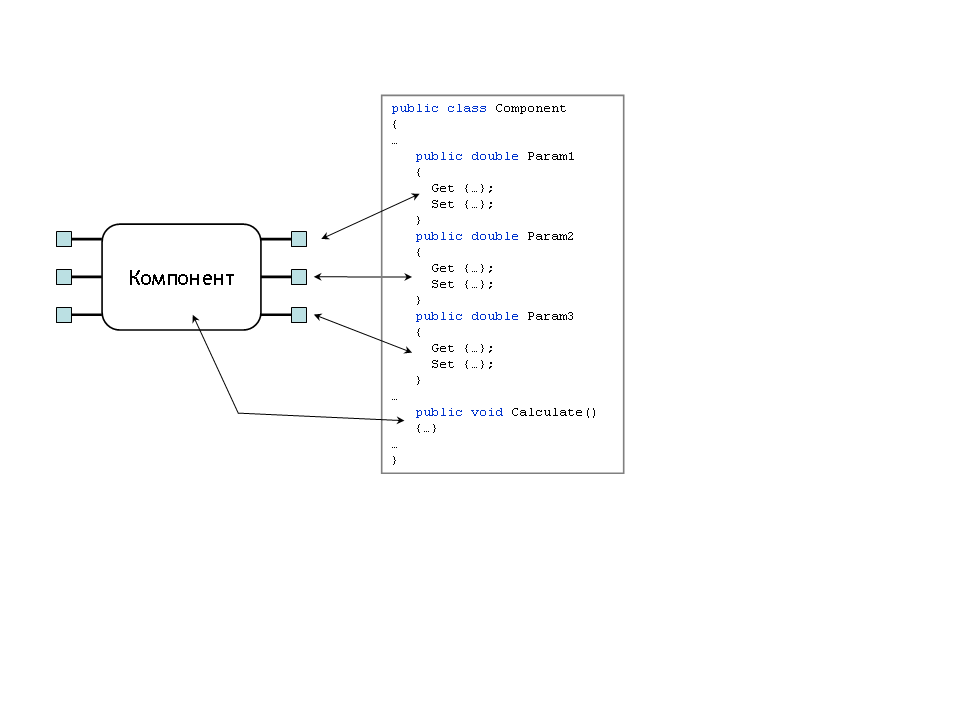 Компонент
public class Component
{
…
public double Param1
{
Get {…};
Set {…};
}
public double Param2
{
Get {…};
Set {…};
}
public double Param3
{
Get {…};
Set {…};
}
…
public void Calculate()
{…}
…
}